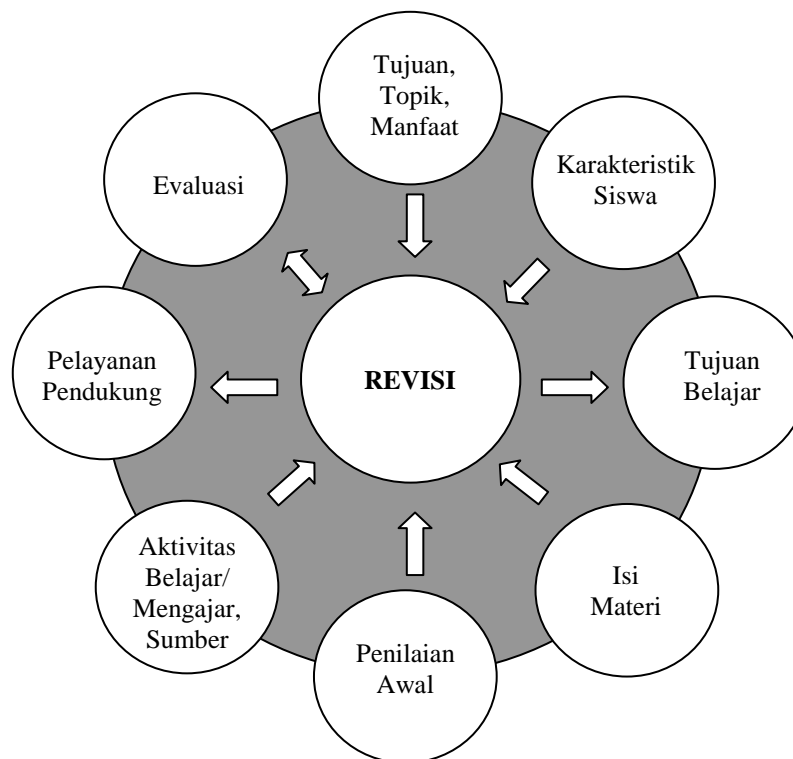 Tujuan,
Topik,
Manfaat
Karakteristik
Siswa
Evaluasi
Pelayanan
Pendukung
REVISI
Tujuan
Belajar
Aktivitas
Belajar/
Mengajar,
Sumber
Isi
Materi
Penilaian
Awal